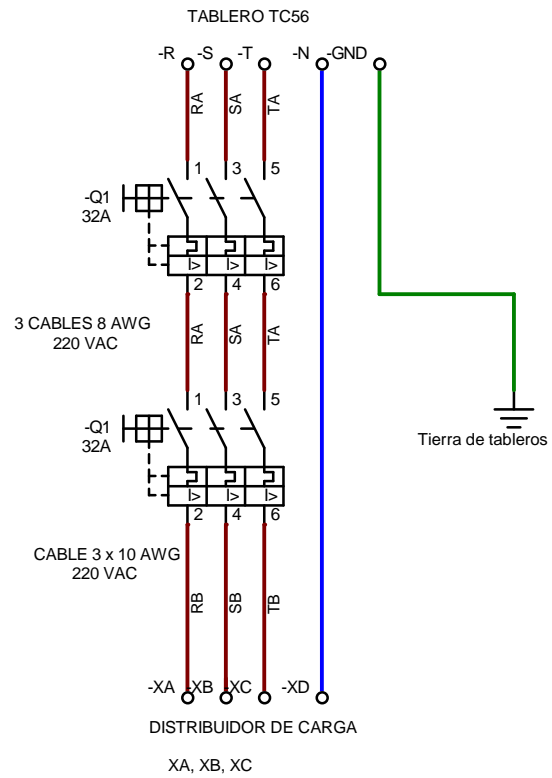 TABLERO TC56
-R -S -T -N -GND
RA SA TA
1 3 5
-Q1
32A
I> I> I>
2 4 6
3 CABLES 8 AWG
220 VAC
RA SA TA
1 3 5
-Q1
32A
Tierra de tableros
I> I> I>
2 4 6
CABLE 3 x 10 AWG
220 VAC
RB SB TB
-XA -XB -XC -XD
DISTRIBUIDOR DE CARGA
XA, XB, XC